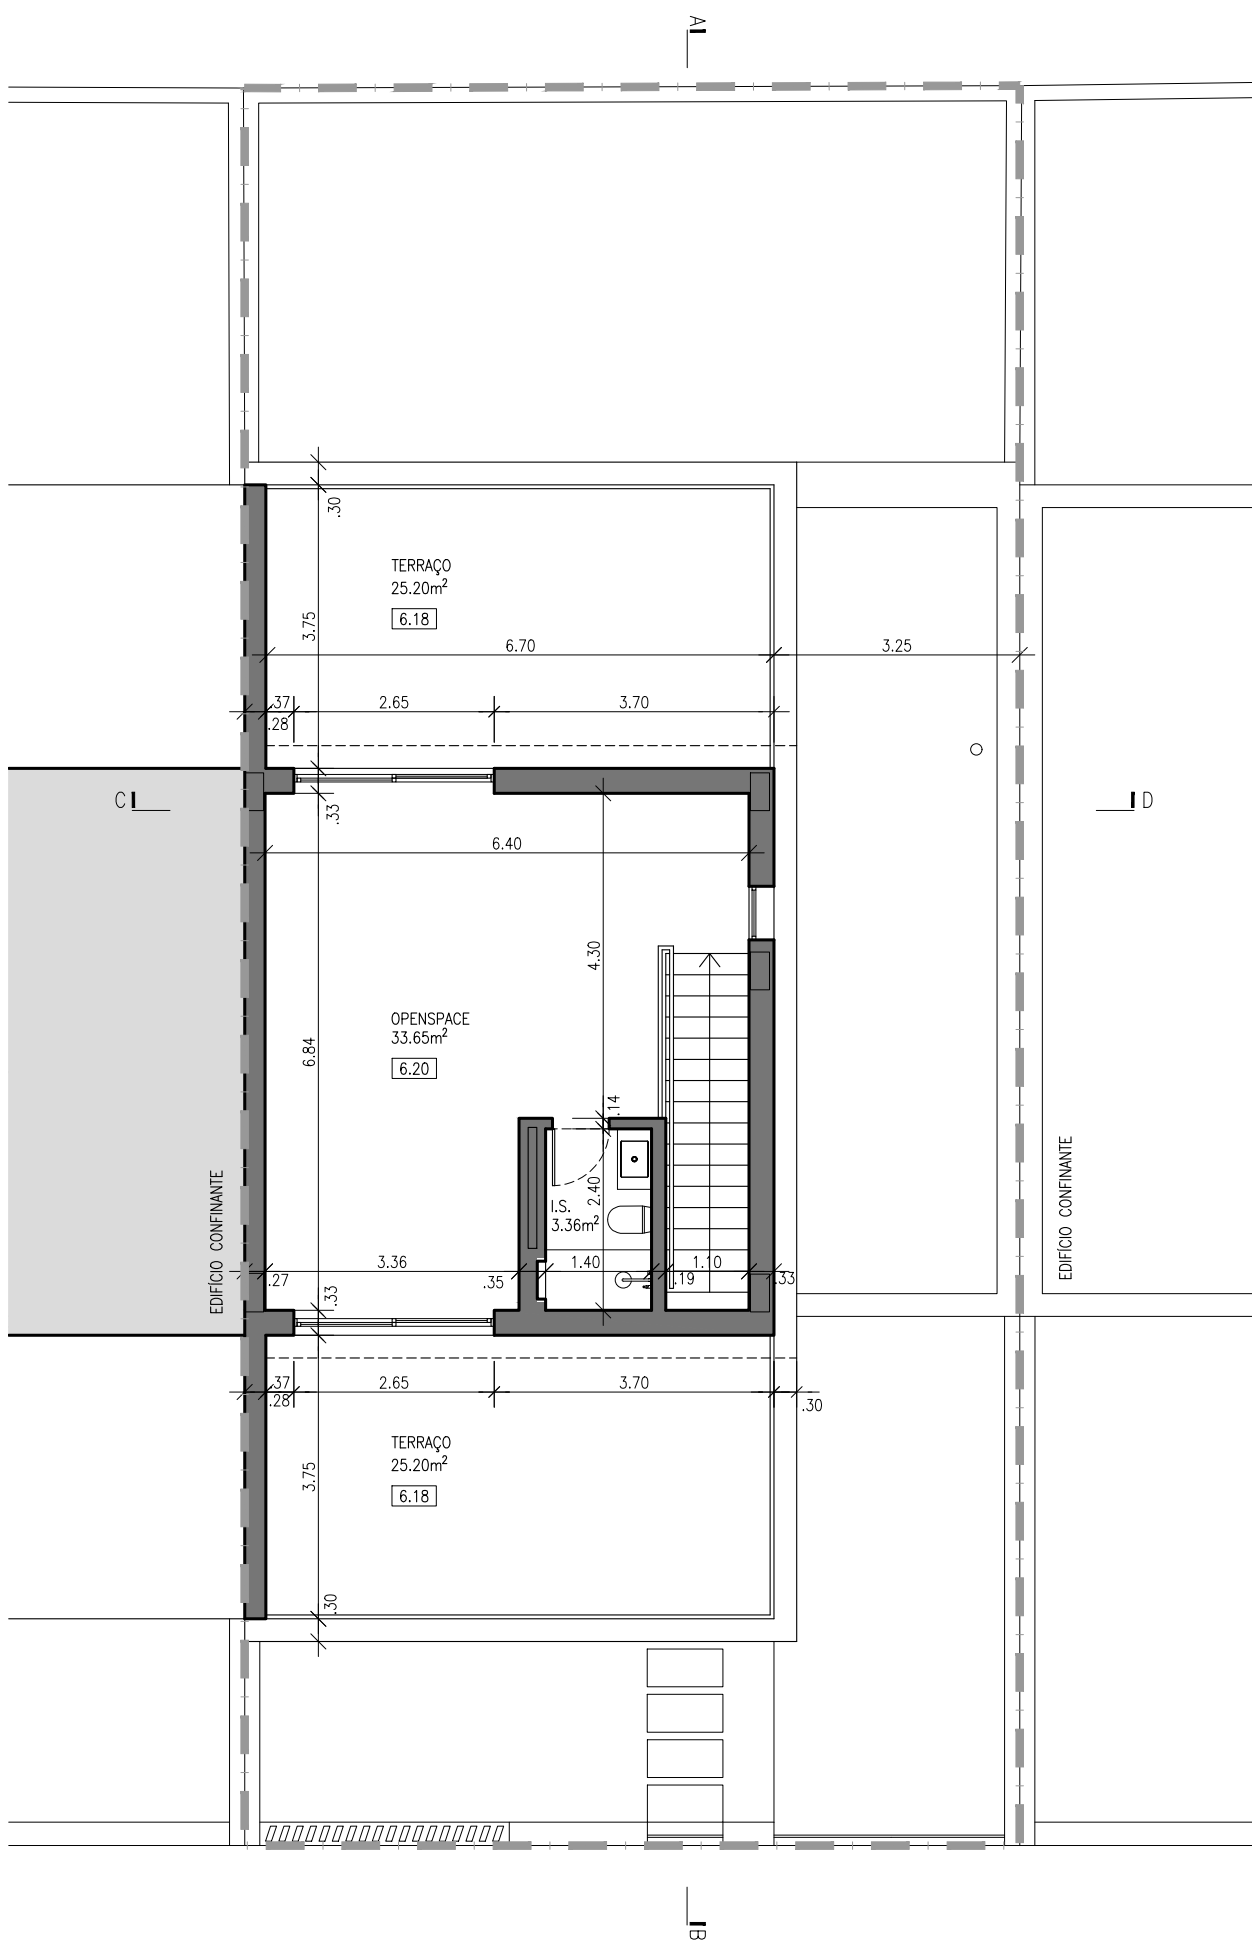 A
.30
TERRAÇO
25.20m²
6.18
3.75
6.70
3.25
.37
2.65
3.70
.28
C
D
.33
6.40
4.30
OPENSPACE
33.65m²
6.20
6.84
.14
EDIFÍCIO CONFINANTE
EDIFÍCIO CONFINANTE
2.40
I.S.
3.36m²
3.36
1.40
1.10
.27
.35
.19
.33
.33
.37
2.65
3.70
.28
.30
TERRAÇO
25.20m²
6.18
3.75
.30
B